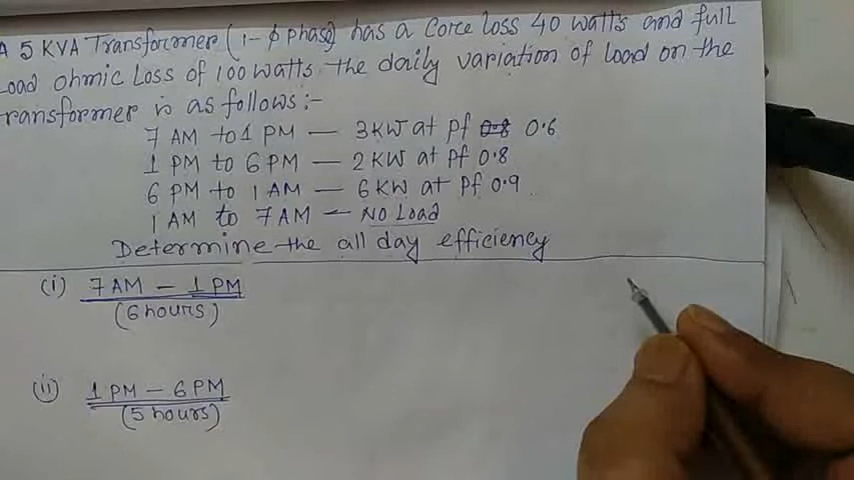 A 5 KVA Transformer (1-ϕ phase) has a Core loss 40 watts and full
Load ohmic Loss of 100 watts. the daily variation of load on the
transformer is as follows:-
7 AM to 1 PM — 3 KW at Pf 0.6
1 PM to 6 PM — 2 KW at Pf 0.8
6 PM to 1 AM — 6 KW at Pf 0.9
1 AM to 7 AM — No Load
Determine the all day efficiency
(i) 7 AM — 1 PM
(6 hours)
(ii) 1 PM — 6 PM
(5 hours)